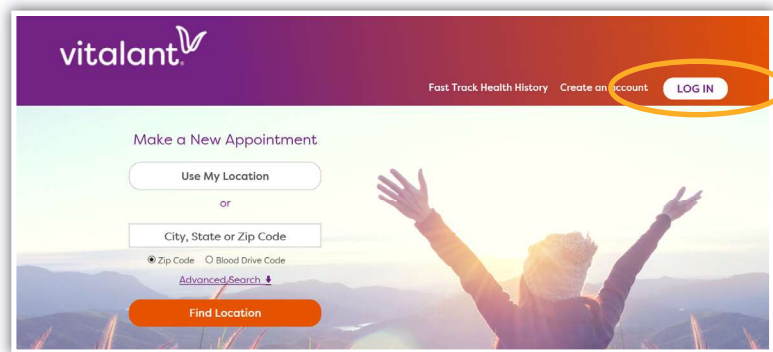 vitalant
Fast Track Health History Create an account LOG IN
Make a New Appointment
Use My Location
or
City, State or Zip Code
Zip Code Blood Drive Code
Advanced Search
Find Location